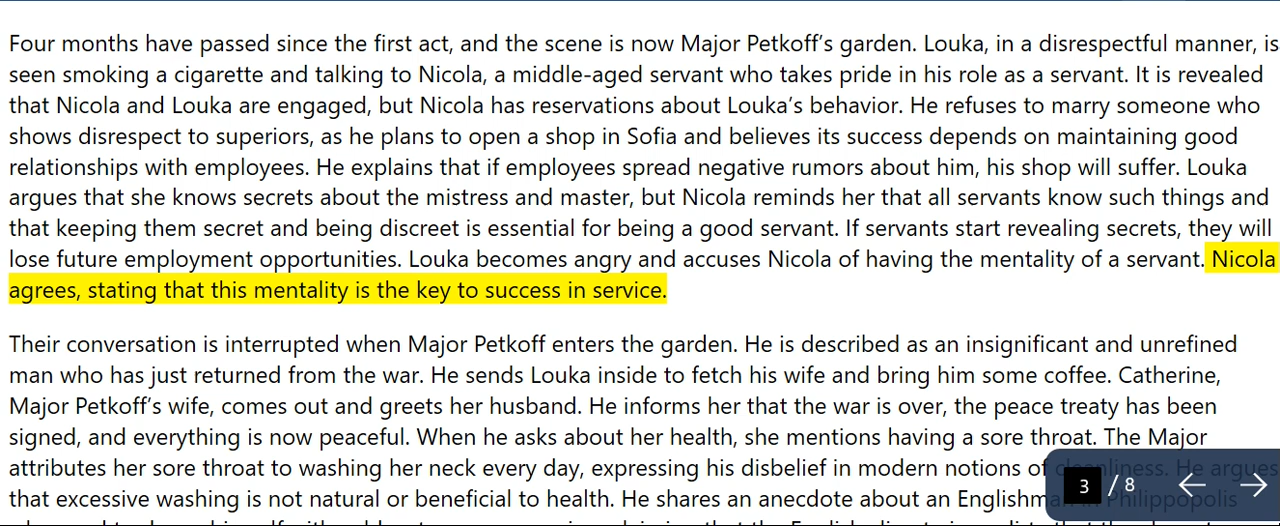 Four months have passed since the first act, and the scene is now Major Petkoff’s garden. Louka, in a disrespectful manner, is
seen smoking a cigarette and talking to Nicola, a middle-aged servant who takes pride in his role as a servant. It is revealed
that Nicola and Louka are engaged, but Nicola has reservations about Louka’s behavior. He refuses to marry someone who
shows disrespect to superiors, as he plans to open a shop in Sofia and believes its success depends on maintaining good
relationships with employees. He explains that if employees spread negative rumors about him, his shop will suffer. Louka
argues that she knows secrets about the mistress and master, but Nicola reminds her that all servants know such things and
that keeping them secret and being discreet is essential for being a good servant. If servants start revealing secrets, they will
lose future employment opportunities. Louka becomes angry and accuses Nicola of having the mentality of a servant. Nicola
agrees, stating that this mentality is the key to success in service.
Their conversation is interrupted when Major Petkoff enters the garden. He is described as an insignificant and unrefined
man who has just returned from the war. He sends Louka inside to fetch his wife and bring him some coffee. Catherine,
Major Petkoff’s wife, comes out and greets her husband. He informs her that the war is over, the peace treaty has been
signed, and everything is now peaceful. When he asks about her health, she mentions having a sore throat. The Major
attributes her sore throat to washing her neck every day, expressing his disbelief in modern notions of cleanliness. He argues
that excessive washing is not natural or beneficial to health. He shares an anecdote about an Englishman in Philippopolis
3 / 8